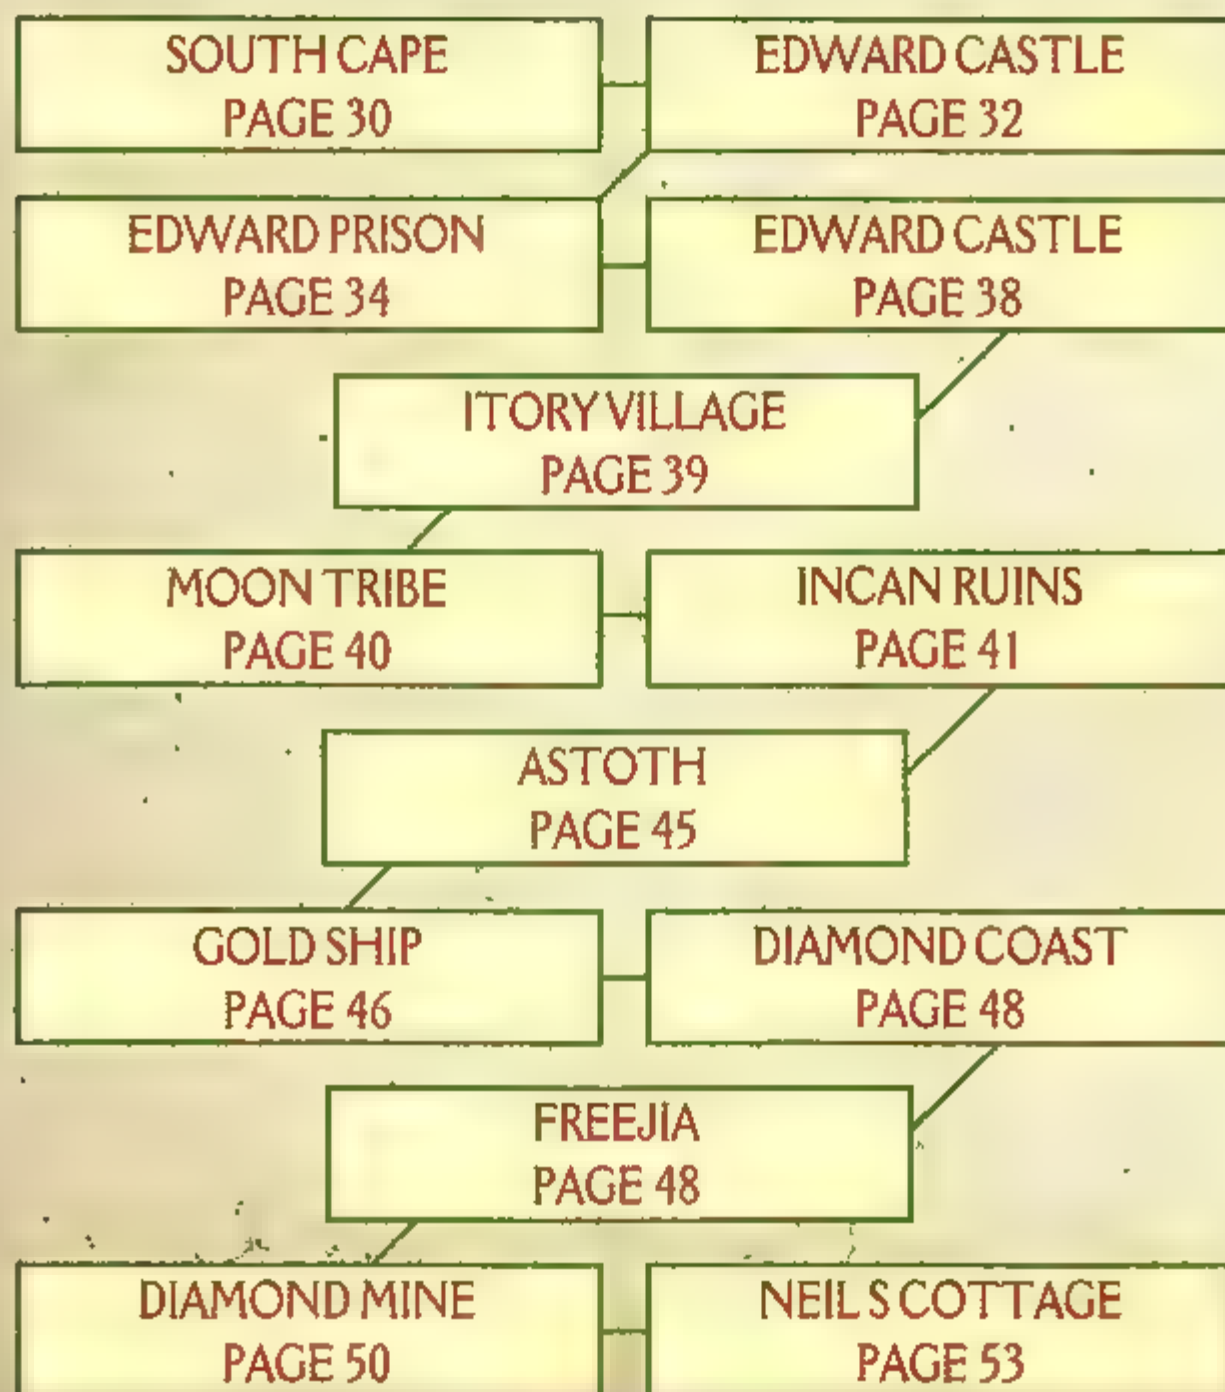 SOUTH CAPE
PAGE 30
EDWARD CASTLE
PAGE 32
EDWARD PRISON
PAGE 34
EDWARD CASTLE
PAGE 38
ITORY VILLAGE
PAGE 39
MOON TRIBE
PAGE 40
INCAN RUINS
PAGE 41
ASTOTH
PAGE 45
GOLD SHIP
PAGE 46
DIAMOND COAST
PAGE 48
FREEJIA
PAGE 48
DIAMOND MINE
PAGE 50
NEIL S COTTAGE
PAGE 53